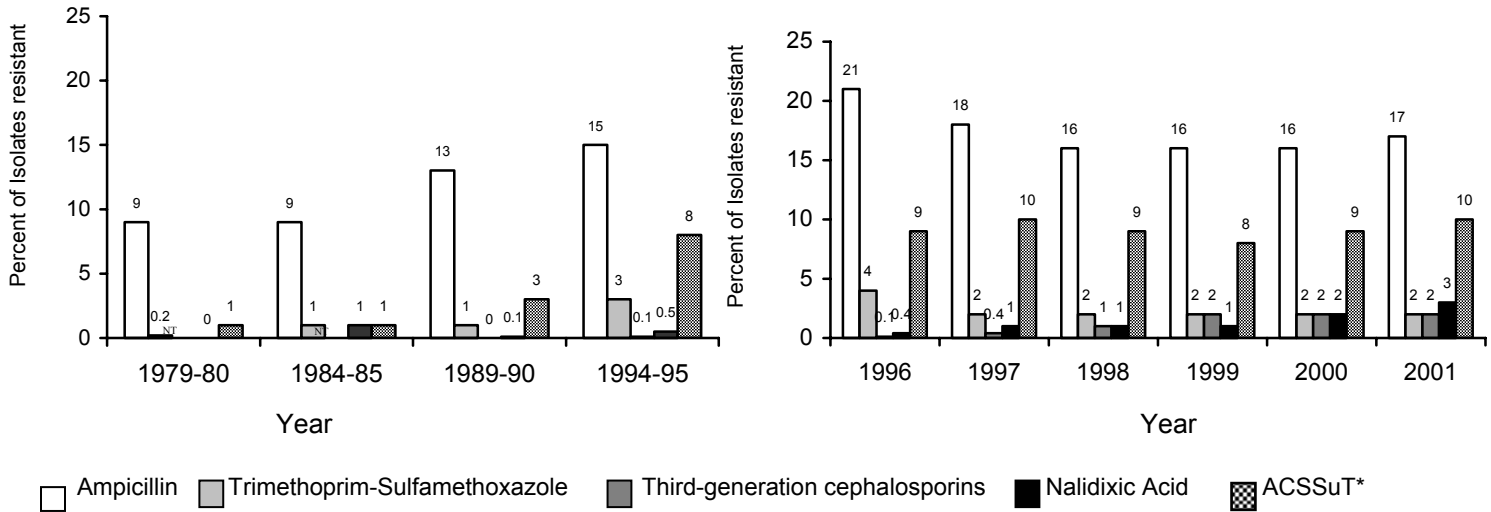 Percent of Isolates resistant
25
20
15
10
5
0
9 0.2 NT 0 1
9 1 NT 1 1
13 1 0 0.1 3
15 3 0.1 0.5 8
1979-80 1984-85 1989-90 1994-95
Year
Percent of Isolates resistant
25
20
15
10
5
0
21 4 0.1 0.4 9
18 2 0.4 1 10
16 2 1 1 9
16 2 2 1 8
16 2 2 2 9
17 2 2 3 10
1996 1997 1998 1999 2000 2001
Year
Ampicillin Trimethoprim-Sulfamethoxazole Third-generation cephalosporins Nalidixic Acid ACSSuT*